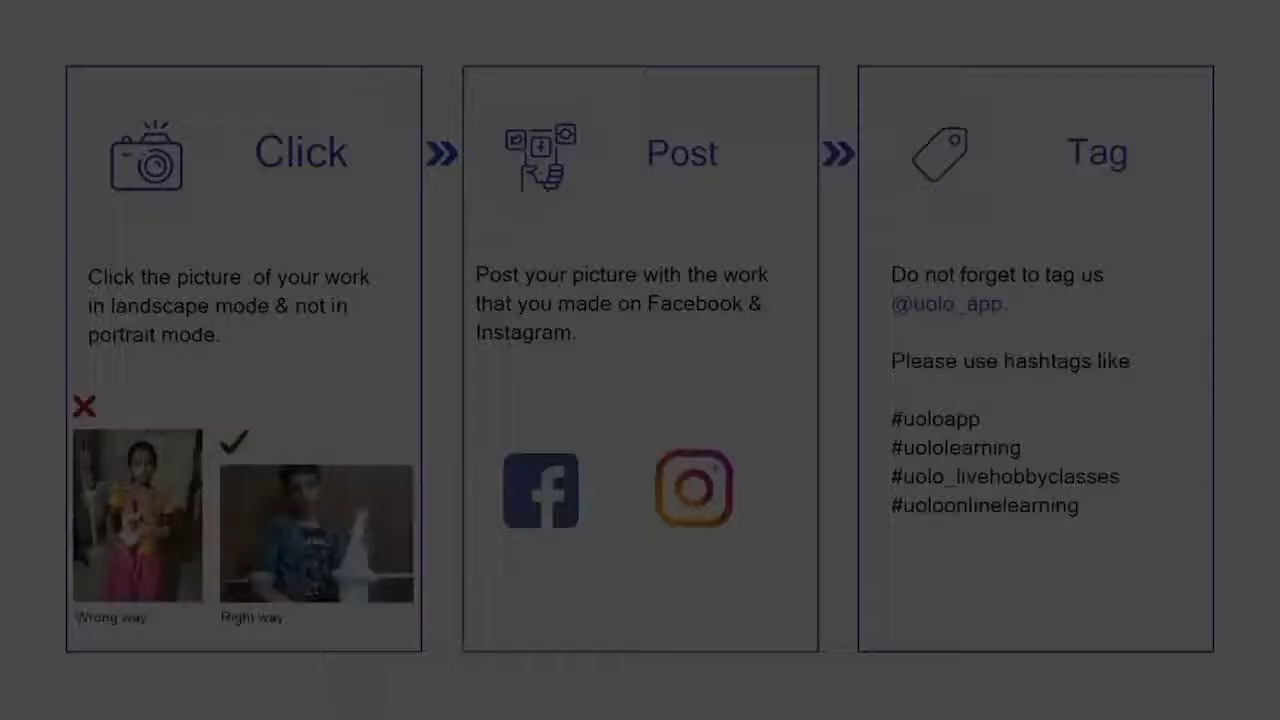 Click
Click the picture of your work
in landscape mode & not in
portrait mode.
Wrong way
Right way
Post
Post your picture with the work
that you made on Facebook &
Instagram.
Tag
Do not forget to tag us
@uolo_app.
Please use hashtags like
#uoloapp
#uololearning
#uolo_livehobbyclasses
#uoloonlinelearning